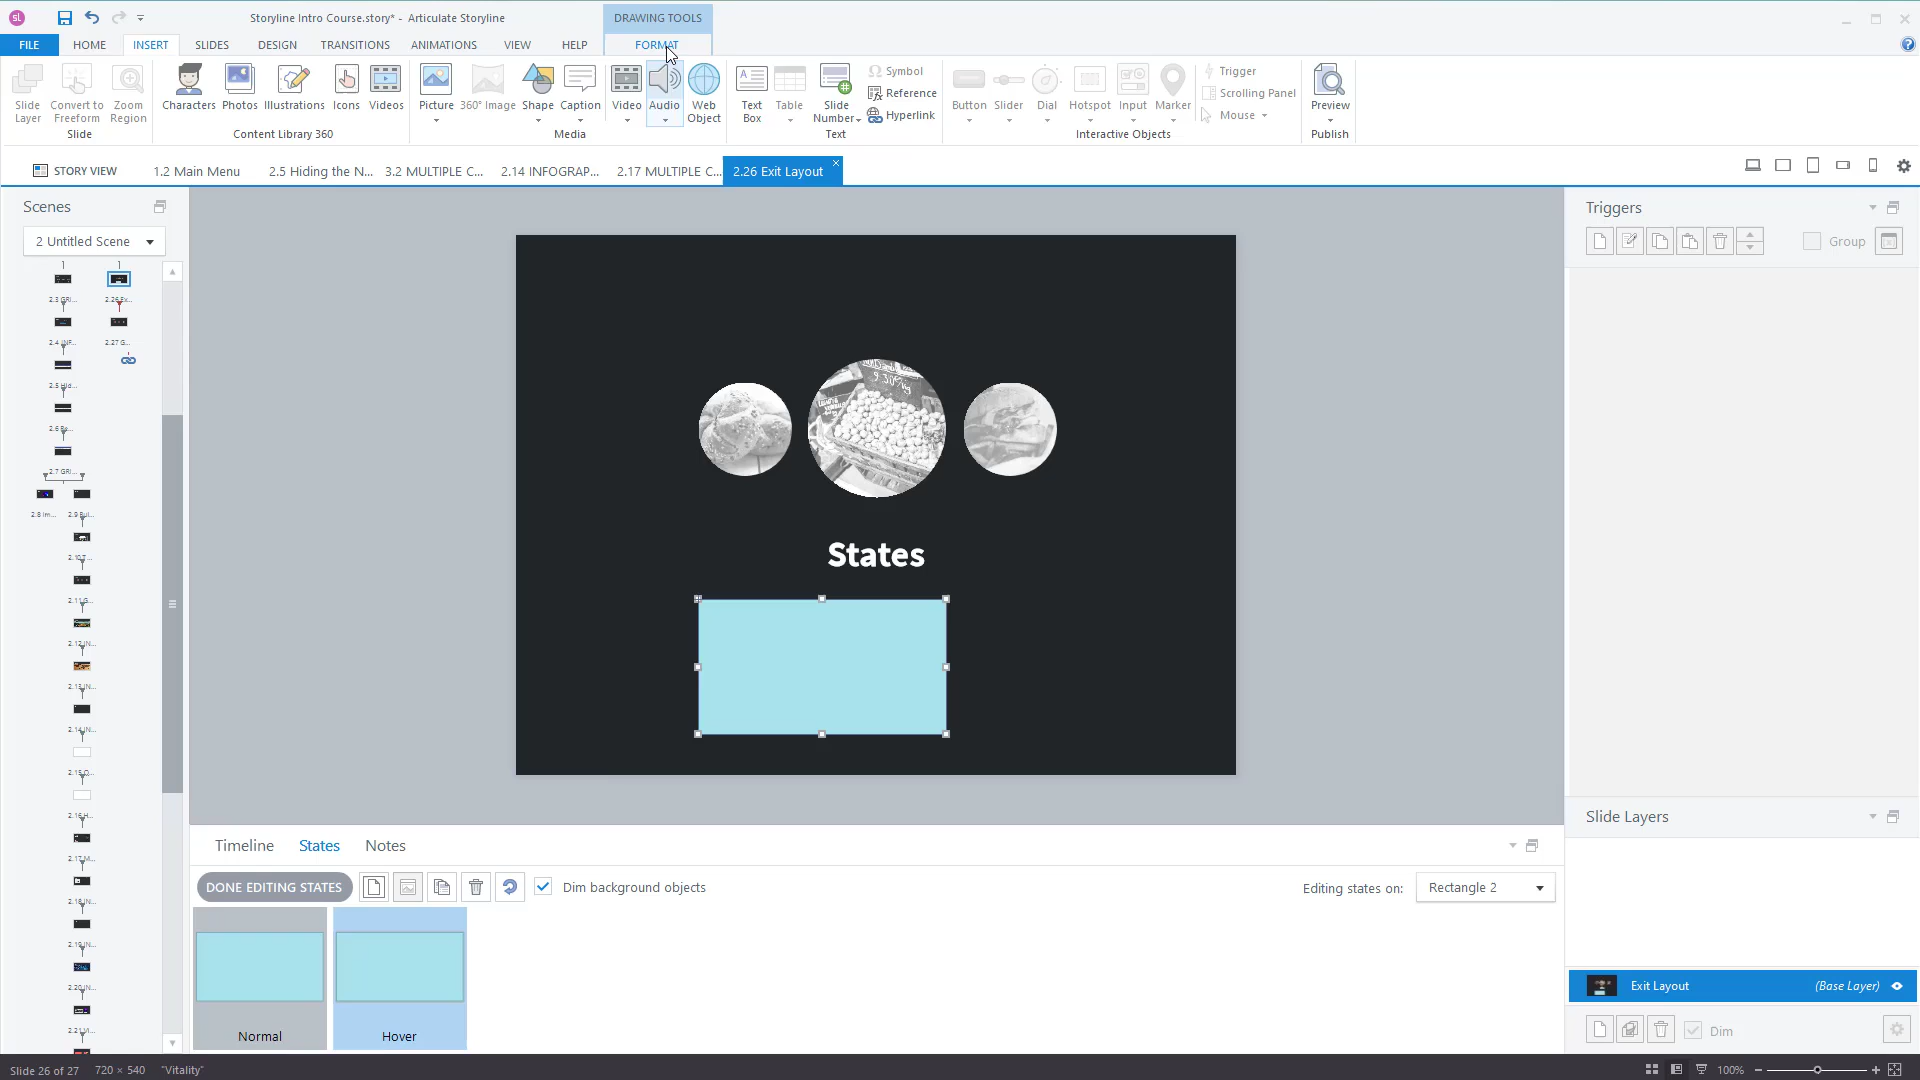 Storyline Intro Course.story* - Articulate Storyline
DRAWING TOOLS
FILE HOME INSERT SLIDES DESIGN TRANSITIONS ANIMATIONS VIEW HELP FORMAT
Slide Layer
Convert to Freeform
Zoom Region
Slide
Characters Photos Illustrations Icons Videos
Content Library 360
Picture 360° Image Shape Caption Video Audio Web Object
Media
Text Box
Table
Slide Number
Symbol
Reference
Hyperlink
Text
Button Slider Dial Hotspot Input Marker
Trigger
Scrolling Panel
Mouse
Interactive Objects
Preview
Publish
STORY VIEW 1.2 Main Menu 2.5 Hiding the N... 3.2 MULTIPLE C... 2.14 INFOGRAP... 2.17 MULTIPLE C... 2.26 Exit Layout
Scenes
2 Untitled Scene
States
Triggers
Group
Slide Layers
Exit Layout (Base Layer)
Dim
Timeline States Notes
DONE EDITING STATES
Dim background objects
Editing states on: Rectangle 2
Normal
Hover
Slide 26 of 27 720 × 540 "Vitality" 100%